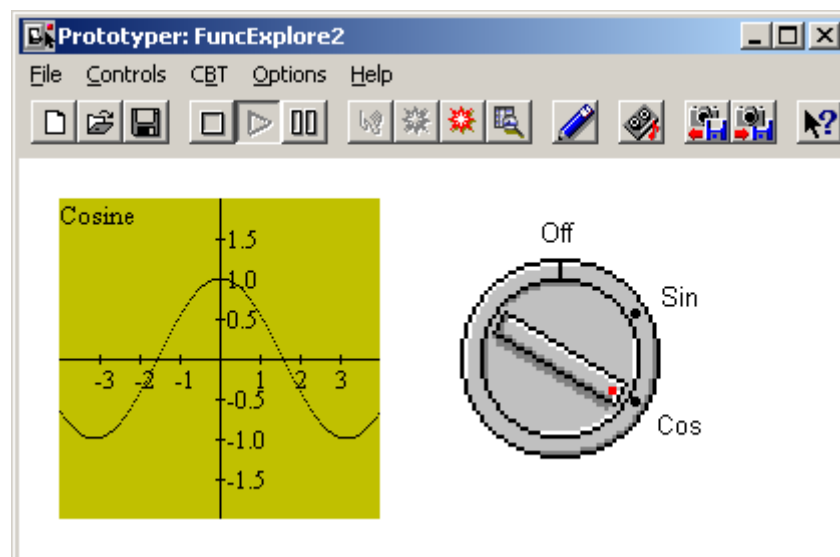 Prototyper: FuncExplore2
File Controls CBT Options Help
Cosine
1.5
1.0
0.5
-3 -2 -1 1 2 3
-0.5
-1.0
-1.5
Off
Sin
Cos